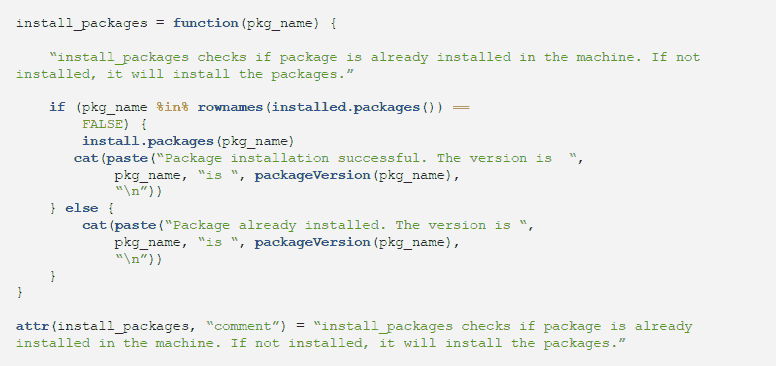 install_packages = function(pkg_name) {
“install_packages checks if package is already installed in the machine. If not
installed, it will install the packages.”
if (pkg_name %in% rownames(installed.packages()) ==
FALSE) {
install.packages(pkg_name)
cat(paste(“Package installation successful. The version is  “,
pkg_name, “is “, packageVersion(pkg_name),
“\n”))
} else {
cat(paste(“Package already installed. The version is “,
pkg_name, “is “, packageVersion(pkg_name),
“\n”))
}
}
attr(install_packages, “comment”) = “install_packages checks if package is already
installed in the machine. If not installed, it will install the packages.”